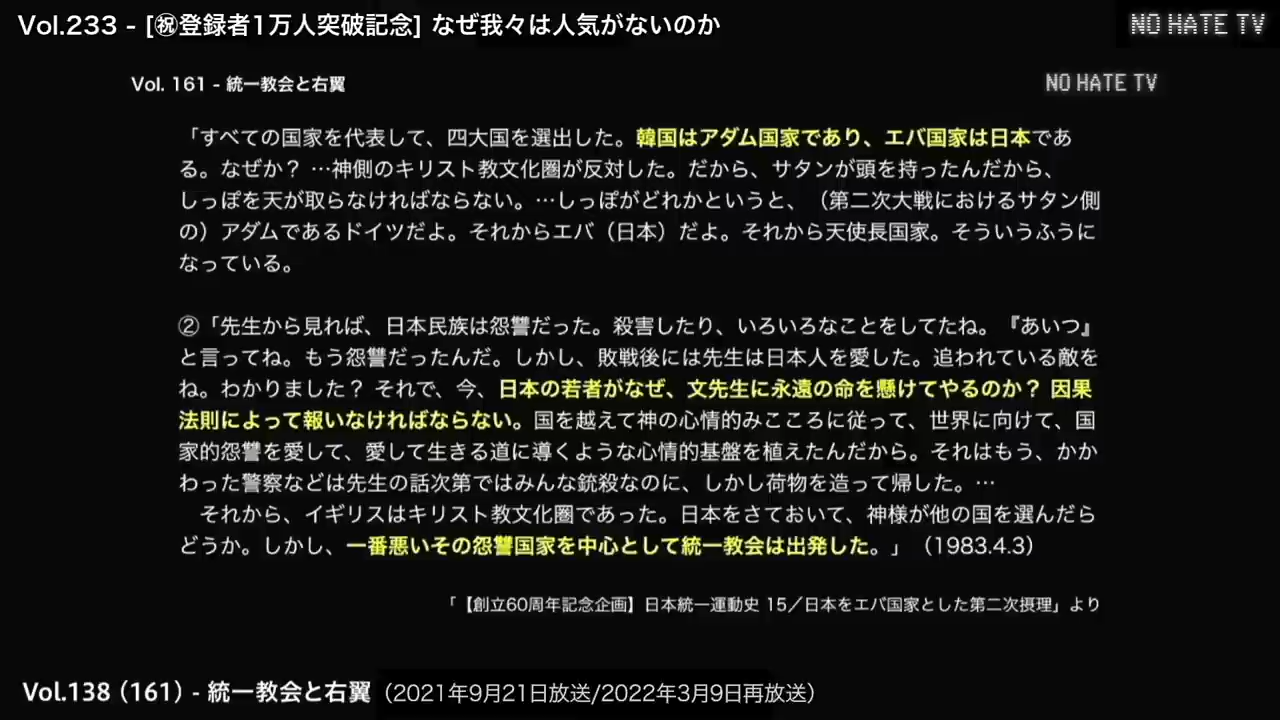 Vol.233 - [㊗登録者1万人突破記念] なぜ我々は人気がないのか
NO HATE TV
Vol. 161 - 統一教会と右翼
NO HATE TV
「すべての国家を代表して、四大国を選出した。韓国はアダム国家であり、エバ国家は日本であ
る。なぜか? …神側のキリスト教文化圏が反対した。だから、サタンが頭を持ったんだから、
しっぽを天が取らなければならない。…しっぽがどれかというと、（第二次大戦におけるサタン側
の）アダムであるドイツだよ。それからエバ（日本）だよ。それから天使長国家。そういうふうに
なっている。
②「先生から見れば、日本民族は怨讐だった。殺害したり、いろいろなことをしてたね。『あいつ』
と言ってね。もう怨讐だったんだ。しかし、敗戦後には先生は日本人を愛した。追われている敵を
ね。わかりました? それで、今、日本の若者がなぜ、文先生に永遠の命を懸けてやるのか? 因果
法則によって報いなければならない。国を越えて神の心情的みこころに従って、世界に向けて、国
家的怨讐を愛して、愛して生きる道に導くような心情的基盤を植えたんだから。それはもう、かか
わった警察などは先生の話次第ではみんな銃殺なのに、しかし荷物を造って帰した。…
それから、イギリスはキリスト教文化圏であった。日本をさておいて、神様が他の国を選んだら
どうか。しかし、一番悪いその怨讐国家を中心として統一教会は出発した。」（1983.4.3）
「【創立60周年記念企画】日本統一運動史 15／日本をエバ国家とした第二次摂理」より
Vol.138（161）- 統一教会と右翼（2021年9月21日放送/2022年3月9日再放送）